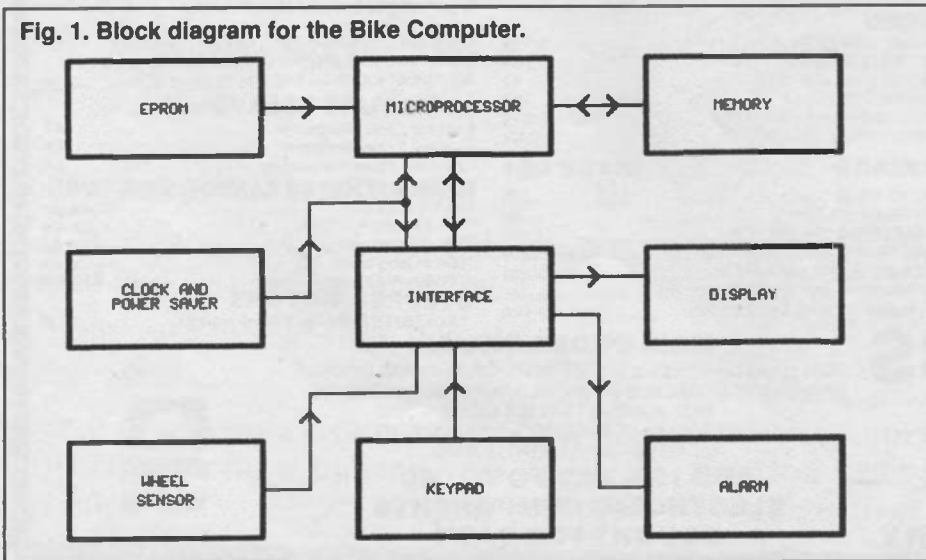 Fig. 1. Block diagram for the Bike Computer.
EPROM
MICROPROCESSOR
MEMORY
CLOCK AND
POWER SAVER
INTERFACE
DISPLAY
WHEEL
SENSOR
KEYPAD
ALARM